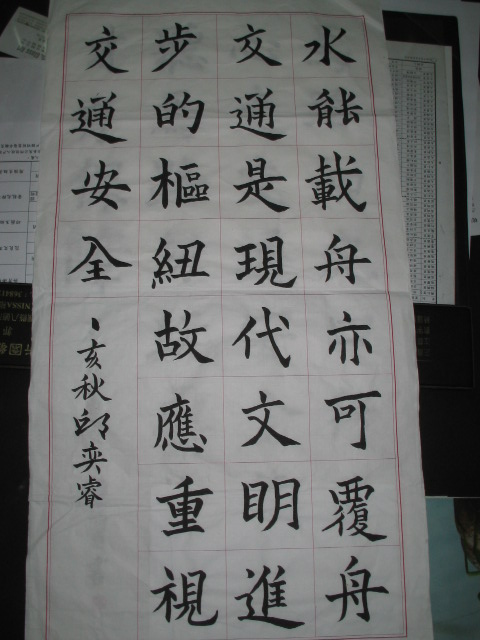 水能載舟亦可覆舟
交通是現代文明進
步的樞紐故應重視
交通安全
亥秋邱奕睿